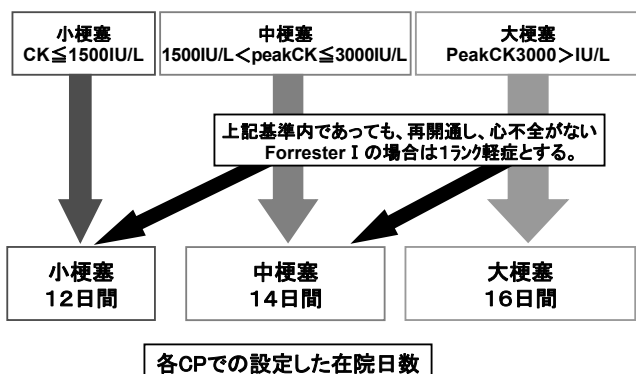 小梗塞
CK≦1500IU/L
中梗塞
1500IU/L<peakCK≦3000IU/L
大梗塞
PeakCK3000＞IU/L
上記基準内であっても、再開通し、心不全がない
Forrester Ⅰ の場合は1ランク軽症とする。
小梗塞
12日間
中梗塞
14日間
大梗塞
16日間
各CPでの設定した在院日数